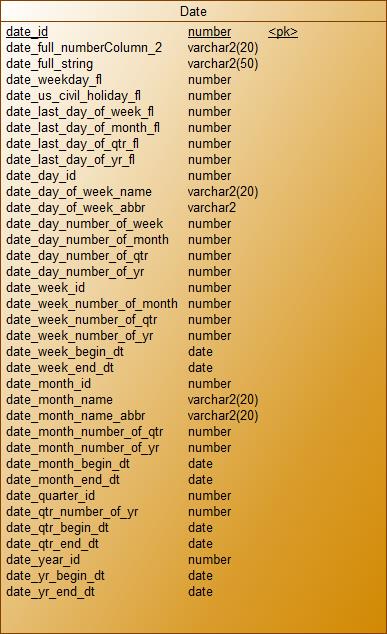 Date
date_id number <pk>
date_full_numberColumn_2 varchar2(20)
date_full_string varchar2(50)
date_weekday_fl number
date_us_civil_holiday_fl number
date_last_day_of_week_fl number
date_last_day_of_month_fl number
date_last_day_of_qtr_fl number
date_last_day_of_yr_fl number
date_day_id number
date_day_of_week_name varchar2(20)
date_day_of_week_abbr varchar2
date_day_number_of_week number
date_day_number_of_month number
date_day_number_of_qtr number
date_day_number_of_yr number
date_week_id number
date_week_number_of_month number
date_week_number_of_qtr number
date_week_number_of_yr number
date_week_begin_dt date
date_week_end_dt date
date_month_id number
date_month_name varchar2(20)
date_month_name_abbr varchar2(20)
date_month_number_of_qtr number
date_month_number_of_yr number
date_month_begin_dt date
date_month_end_dt date
date_quarter_id number
date_qtr_number_of_yr number
date_qtr_begin_dt date
date_qtr_end_dt date
date_year_id number
date_yr_begin_dt date
date_yr_end_dt date